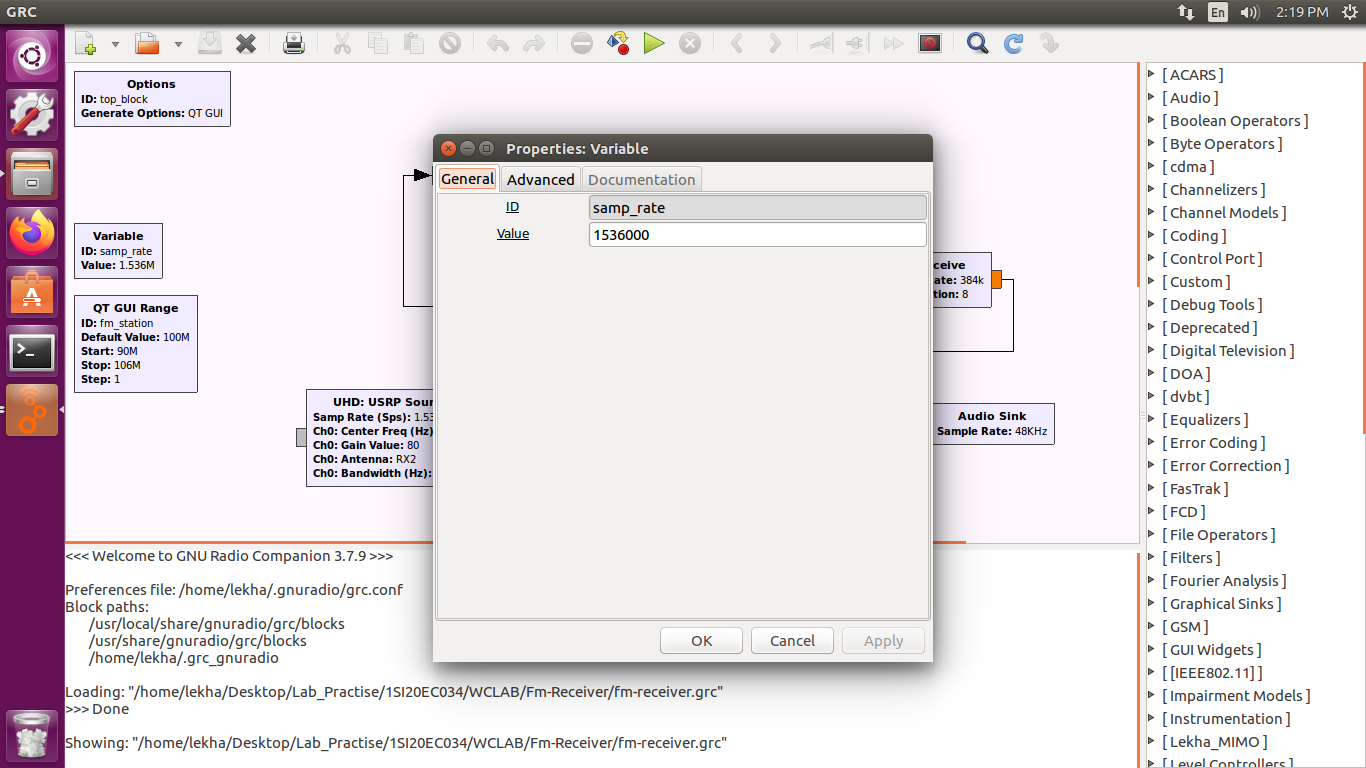 GRC
En
2:19 PM
Options
ID: top_block
Generate Options: QT GUI
Variable
ID: samp_rate
Value: 1.536M
QT GUI Range
ID: fm_station
Default Value: 100M
Start: 90M
Stop: 106M
Step: 1
UHD: USRP Sour
Samp Rate (Sps): 1.53
Ch0: Center Freq (Hz)
Ch0: Gain Value: 80
Ch0: Antenna: RX2
Ch0: Bandwidth (Hz):
Properties: Variable
General Advanced Documentation
ID samp_rate
Value 1536000
OK Cancel Apply
ceive
ate: 384k
tion: 8
Audio Sink
Sample Rate: 48KHz
<<< Welcome to GNU Radio Companion 3.7.9 >>>
Preferences file: /home/lekha/.gnuradio/grc.conf
Block paths:
/usr/local/share/gnuradio/grc/blocks
/usr/share/gnuradio/grc/blocks
/home/lekha/.grc_gnuradio
Loading: "/home/lekha/Desktop/Lab_Practise/1SI20EC034/WCLAB/Fm-Receiver/fm-receiver.grc"
>>> Done
Showing: "/home/lekha/Desktop/Lab_Practise/1SI20EC034/WCLAB/Fm-Receiver/fm-receiver.grc"
[ ACARS ]
[ Audio ]
[ Boolean Operators ]
[ Byte Operators ]
[ cdma ]
[ Channelizers ]
[ Channel Models ]
[ Coding ]
[ Control Port ]
[ Custom ]
[ Debug Tools ]
[ Deprecated ]
[ Digital Television ]
[ DOA ]
[ dvbt ]
[ Equalizers ]
[ Error Coding ]
[ Error Correction ]
[ FasTrak ]
[ FCD ]
[ File Operators ]
[ Filters ]
[ Fourier Analysis ]
[ Graphical Sinks ]
[ GSM ]
[ GUI Widgets ]
[ [IEEE802.11] ]
[ Impairment Models ]
[ Instrumentation ]
[ Lekha_MIMO ]
[ Level Controllers ]